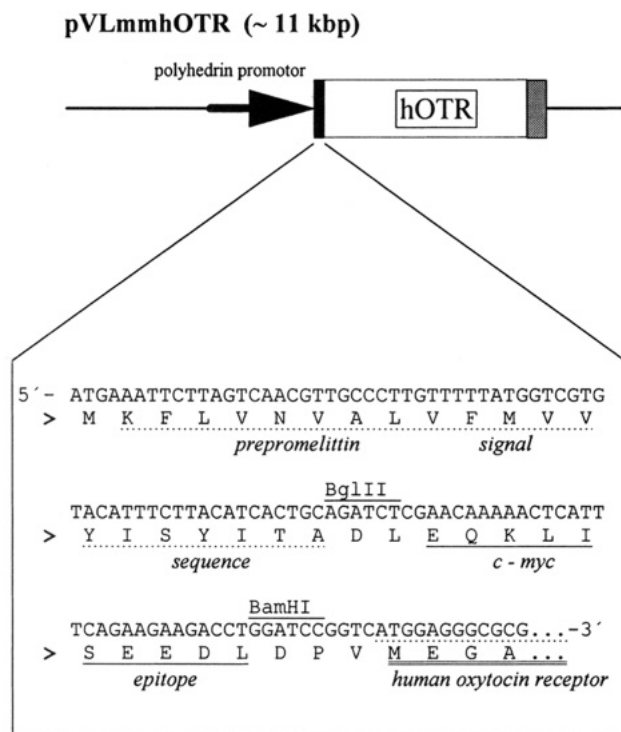 pVLmmhOTR (~ 11 kbp)
polyhedrin promotor
hOTR
5´- ATGAAATTCTTAGTCAACGTTGCCCTTGTTTTTATGGTCGTG
> M K F L V N V A L V F M V V
prepromelittin signal
BglII
TACATTTCTTACATCACTGCAGATCTCGAACAAAAACTCATT
> Y I S Y I T A D L E Q K L I
sequence c - myc
BamHI
TCAGAAGAAGACCTGGATCCGGTCATGGAGGGCGCG...-3´
> S E E D L D P V M E G A ...
epitope human oxytocin receptor